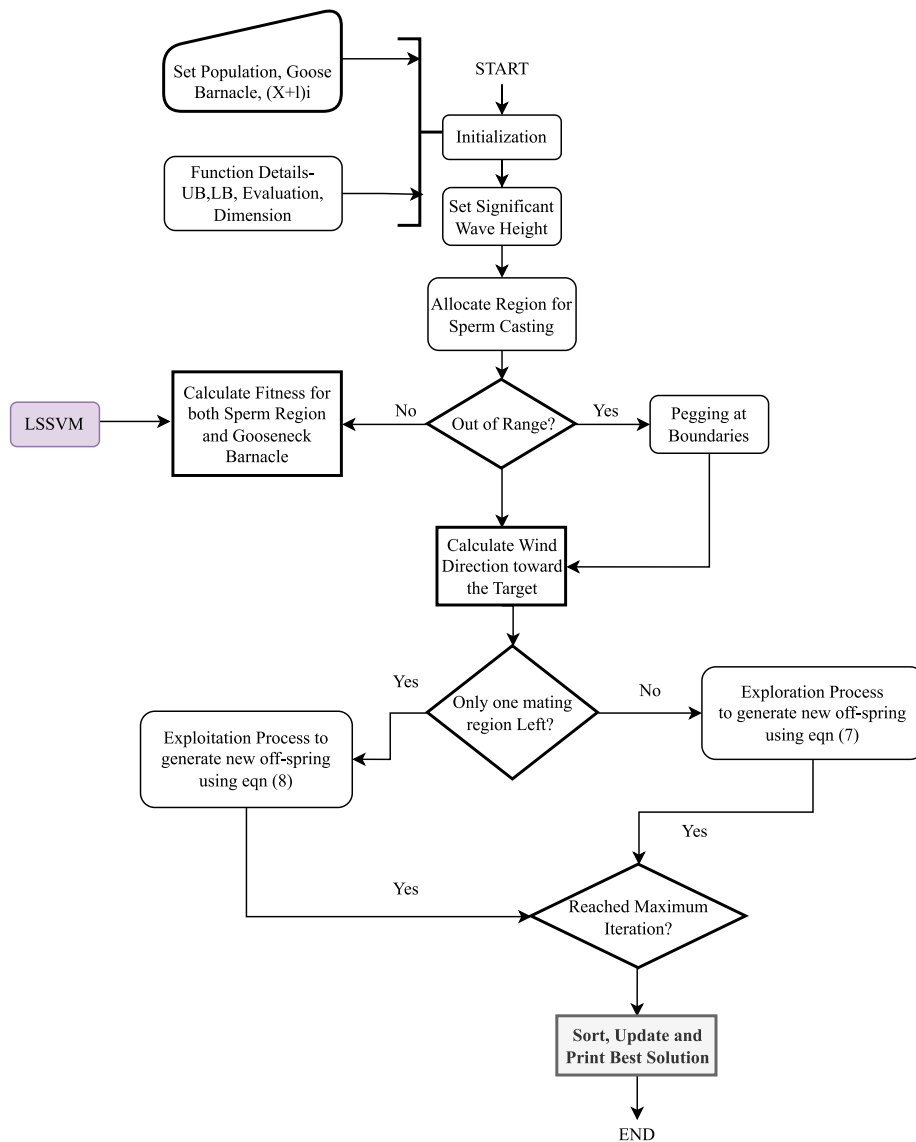 START
Set Population, Goose
Barnacle, (X+l)i
Initialization
Function Details-
UB,LB, Evaluation,
Dimension
Set Significant
Wave Height
Allocate Region for
Sperm Casting
LSSVM
Calculate Fitness for
both Sperm Region
and Gooseneck
Barnacle
No
Out of Range?
Yes
Pegging at
Boundaries
Calculate Wind
Direction toward
the Target
Yes
Only one mating
region Left?
No
Exploration Process
to generate new off-spring
using eqn (7)
Exploitation Process to
generate new off-spring
using eqn (8)
Yes
Yes
Reached Maximum
Iteration?
Sort, Update and
Print Best Solution
END